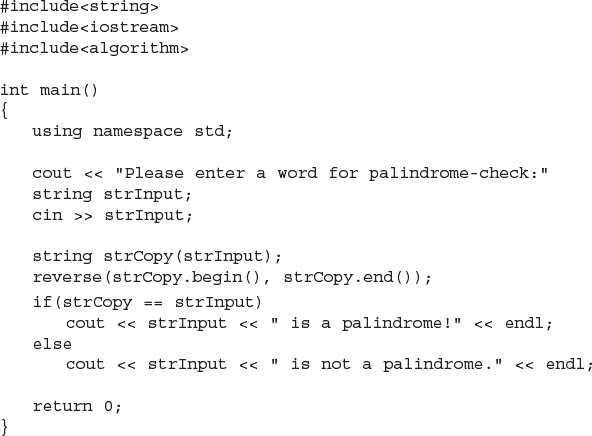 #include<string>
#include<iostream>
#include<algorithm>
int main()
{
using namespace std;
cout << "Please enter a word for palindrome-check:"
string strInput;
cin >> strInput;
string strCopy(strInput);
reverse(strCopy.begin(), strCopy.end());
if(strCopy == strInput)
cout << strInput << " is a palindrome!" << endl;
else
cout << strInput << " is not a palindrome." << endl;
return 0;
}